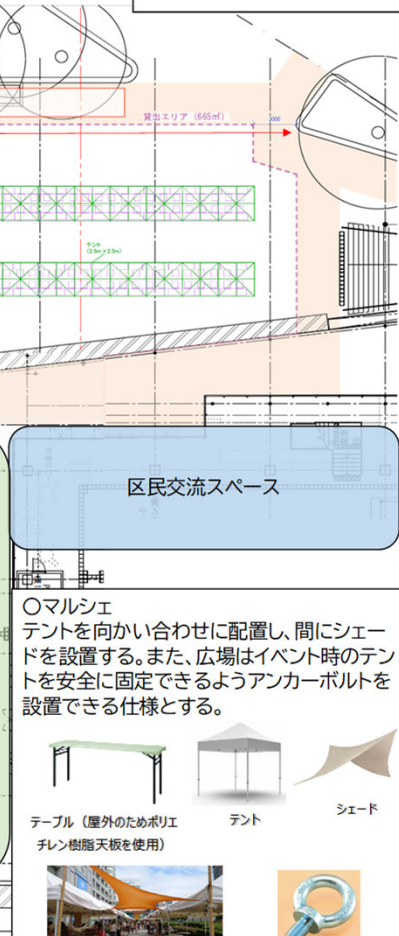 貸出エリア（665㎡）
テント
(2.5m×2.5m)
区民交流スペース
〇マルシェ
テントを向かい合わせに配置し、間にシェー
ドを設置する。また、広場はイベント時のテン
トを安全に固定できるようアンカーボルトを
設置できる仕様とする。
テーブル（屋外のためポリエ
チレン樹脂天板を使用）
テント
シェード